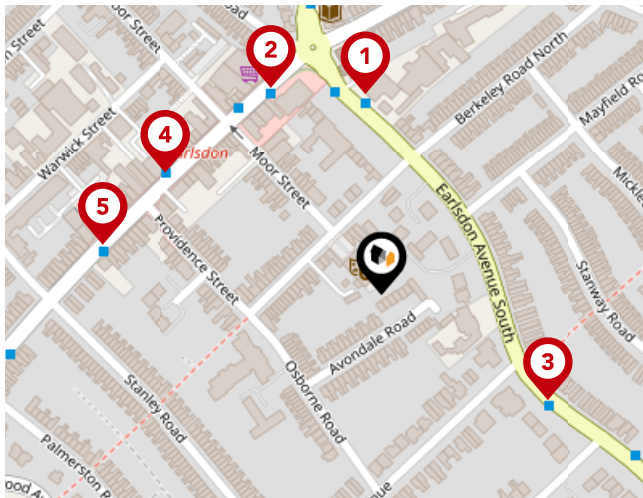 Moor Street
2
1
Berkeley Road North
Mayfield Road
Warwick Street
4
Earlsdon
Moor Street
Earlsdon Avenue South
5
Providence Street
Stanway Road
Avondale Road
3
Osborne Road
Stanley Road
Palmerston Road